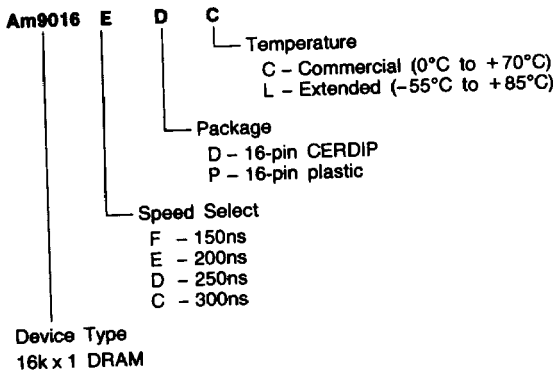 Am9016 E D C
Temperature
C – Commercial (0°C to +70°C)
L – Extended (–55°C to +85°C)
Package
D – 16-pin CERDIP
P – 16-pin plastic
Speed Select
F – 150ns
E – 200ns
D – 250ns
C – 300ns
Device Type
16k x 1 DRAM